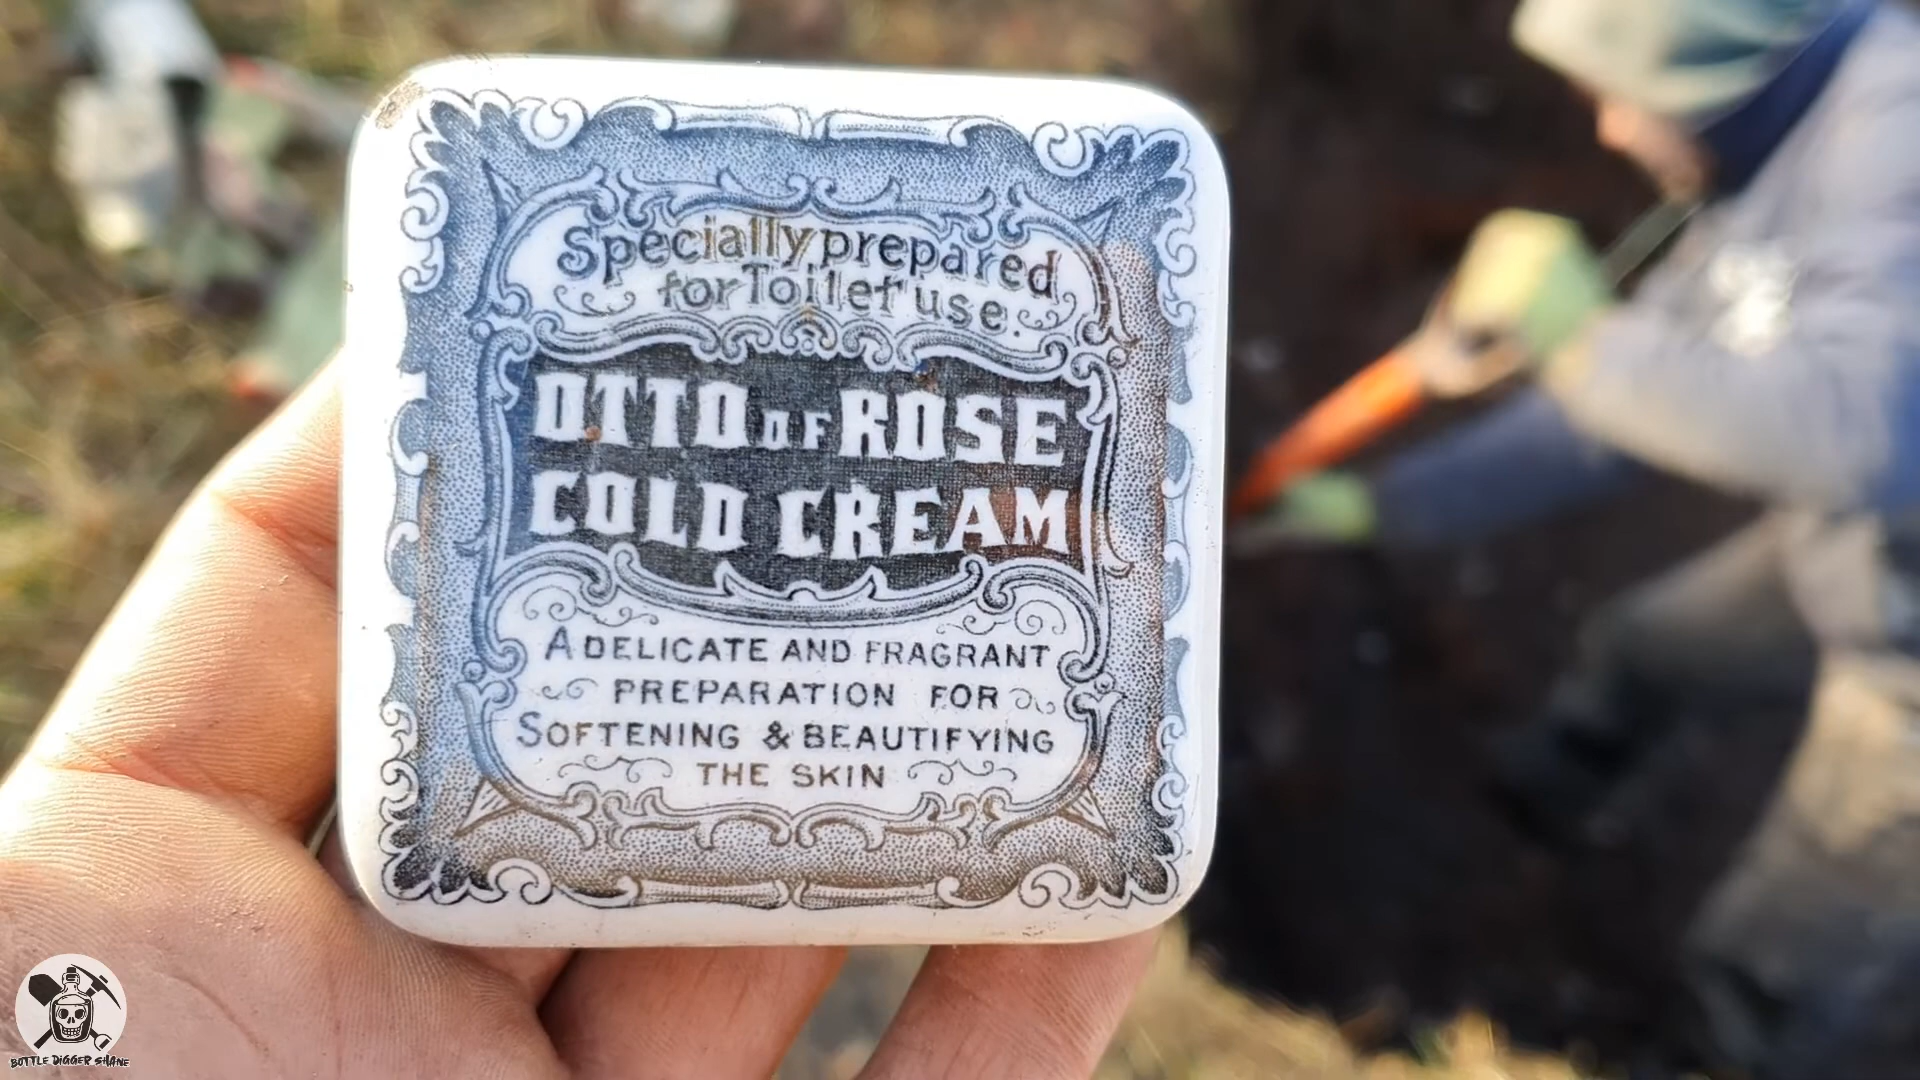 Specially prepared
for Toilet use.
OTTO OF ROSE
COLD CREAM
A DELICATE AND FRAGRANT
PREPARATION FOR
SOFTENING & BEAUTIFYING
THE SKIN
BOTTLE DIGGER SHANE